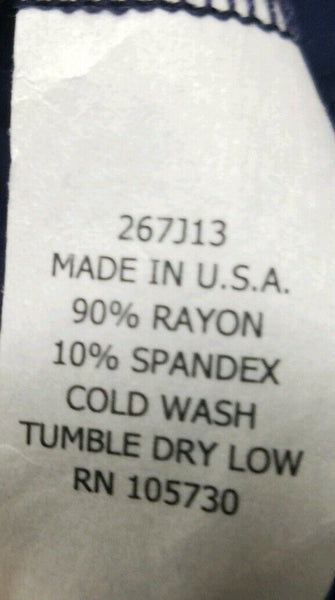 267J13
MADE IN U.S.A.
90% RAYON
10% SPANDEX
COLD WASH
TUMBLE DRY LOW
RN 105730